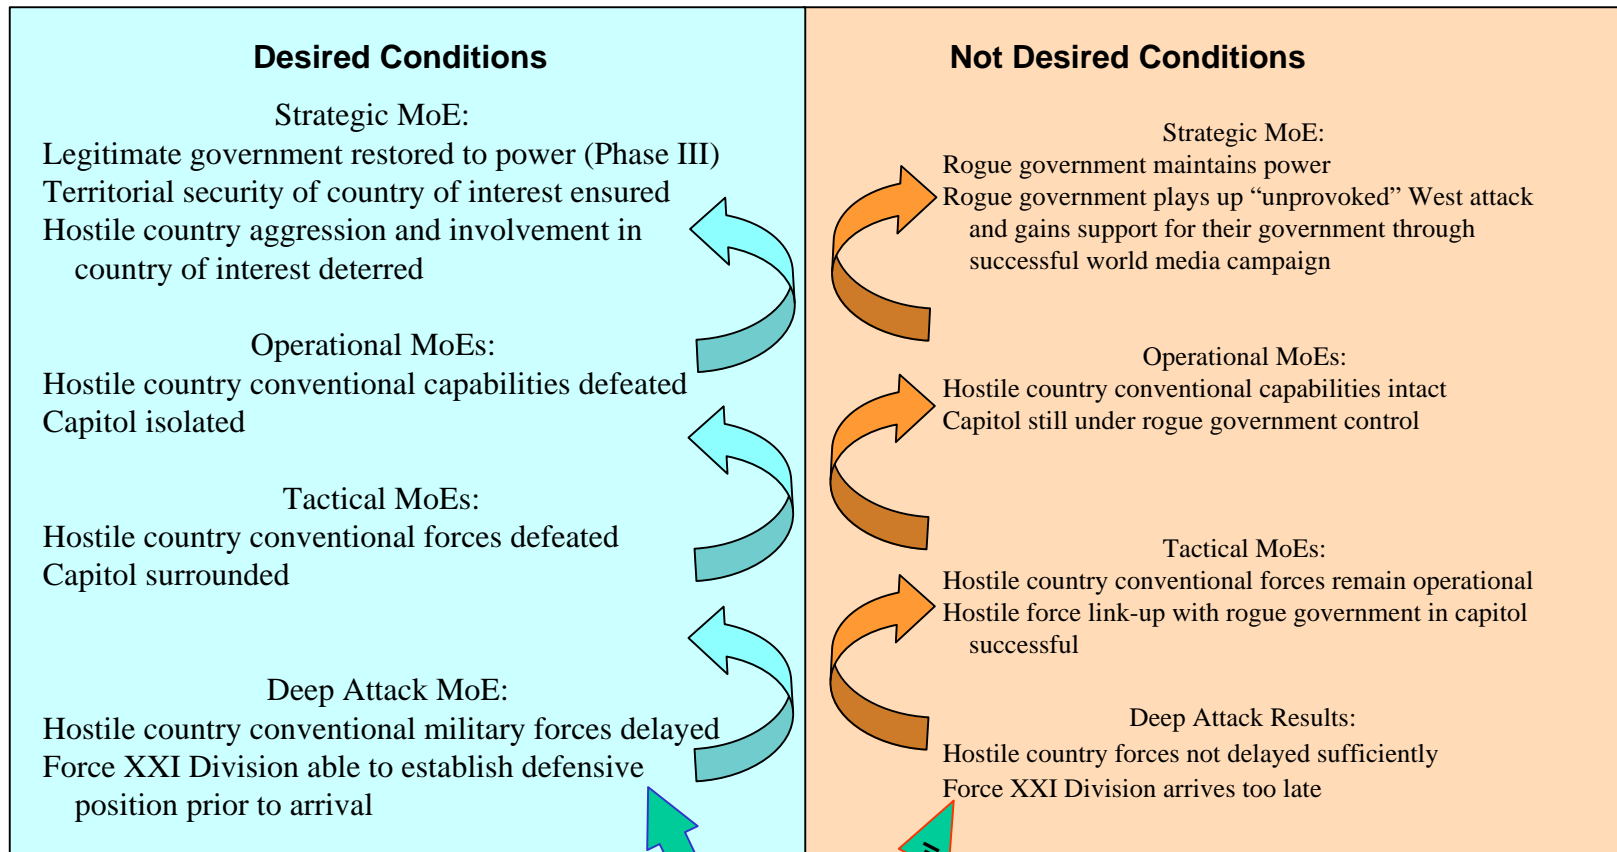 Desired Conditions
Strategic MoE:
Legitimate government restored to power (Phase III)
Territorial security of country of interest ensured
Hostile country aggression and involvement in
country of interest deterred
Operational MoEs:
Hostile country conventional capabilities defeated
Capitol isolated
Tactical MoEs:
Hostile country conventional forces defeated
Capitol surrounded
Deep Attack MoE:
Hostile country conventional military forces delayed
Force XXI Division able to establish defensive
position prior to arrival
Not Desired Conditions
Strategic MoE:
Rogue government maintains power
Rogue government plays up “unprovoked” West attack
and gains support for their government through
successful world media campaign
Operational MoEs:
Hostile country conventional capabilities intact
Capitol still under rogue government control
Tactical MoEs:
Hostile country conventional forces remain operational
Hostile force link-up with rogue government in capitol
successful
Deep Attack Results:
Hostile country forces not delayed sufficiently
Force XXI Division arrives too late